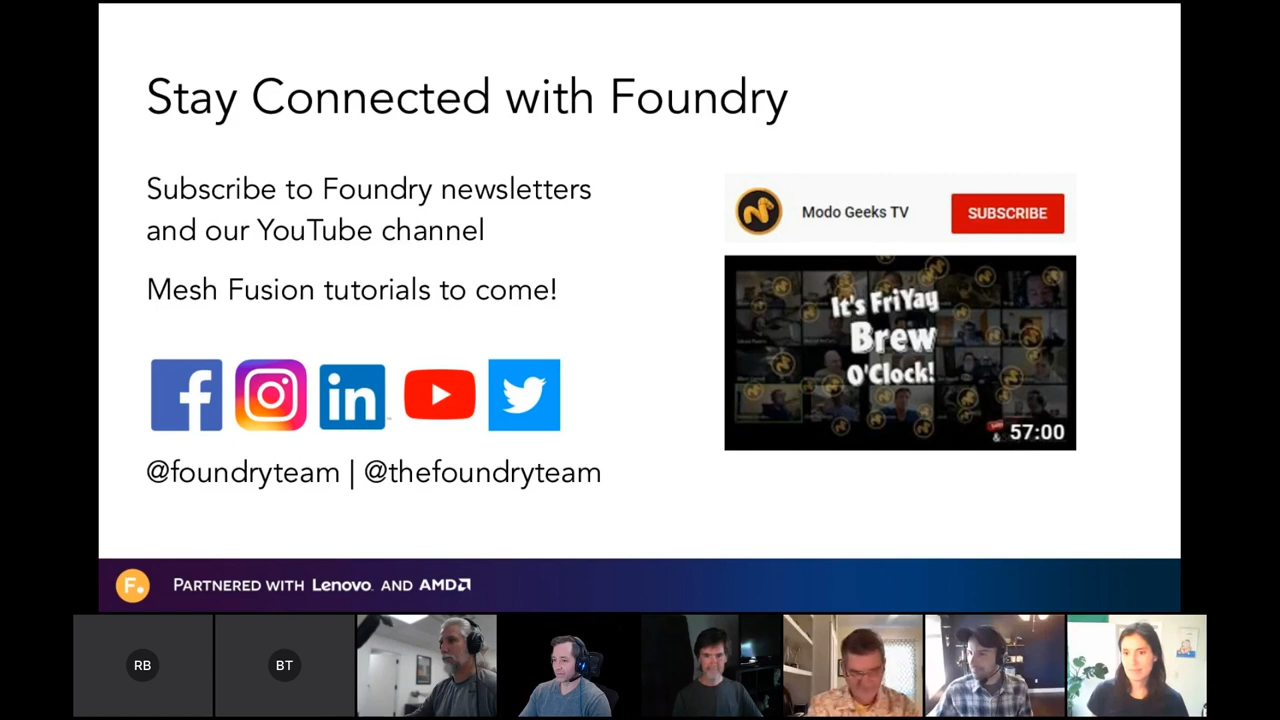 Stay Connected with Foundry
Subscribe to Foundry newsletters
and our YouTube channel
Mesh Fusion tutorials to come!
@foundryteam | @thefoundryteam
Modo Geeks TV
SUBSCRIBE
It's FriYay
Brew
O'Clock!
57:00
F.
PARTNERED WITH Lenovo. AND AMD
RB
BT